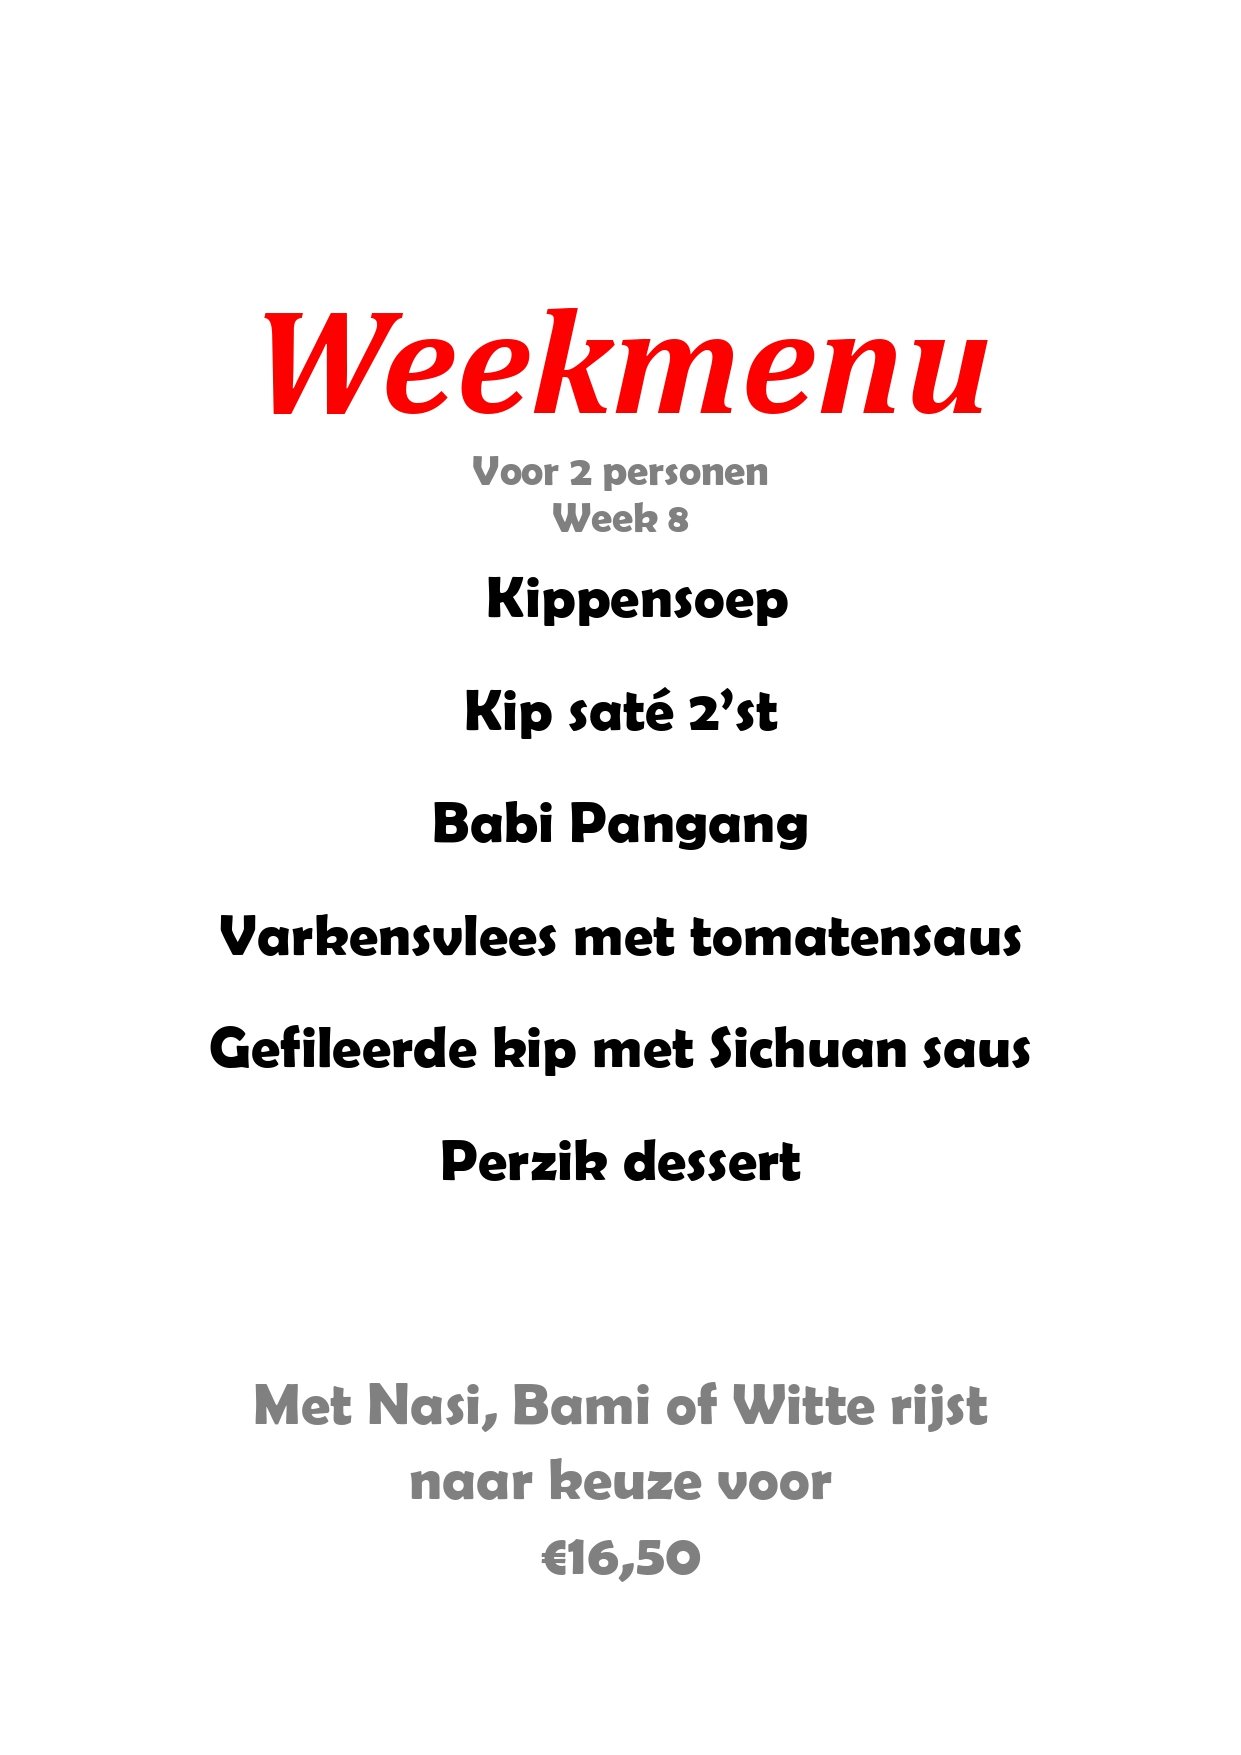 Weekmenu
Voor 2 personen
Week 8
Kippensoep
Kip saté 2’st
Babi Pangang
Varkensvlees met tomatensaus
Gefileerde kip met Sichuan saus
Perzik dessert
Met Nasi, Bami of Witte rijst
naar keuze voor
€16,50